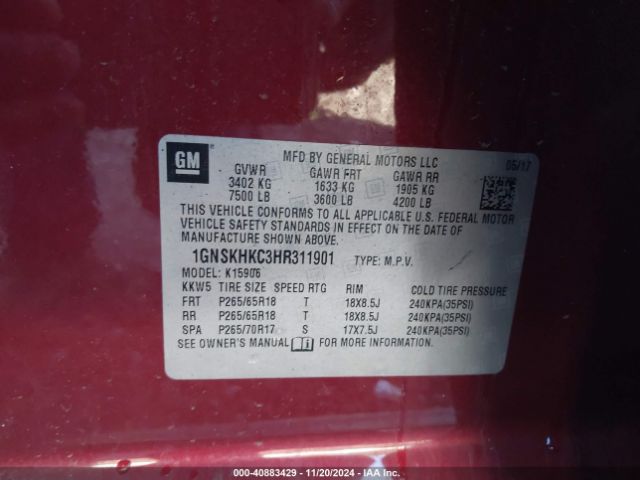 GM
MFD BY GENERAL MOTORS LLC 05/17
GVWR GAWR FRT GAWR RR
3402 KG 1633 KG 1905 KG
7500 LB 3600 LB 4200 LB
THIS VEHICLE CONFORMS TO ALL APPLICABLE U.S. FEDERAL MOTOR
VEHICLE SAFETY STANDARDS IN EFFECT ON THE DATE OF
MANUFACTURE SHOWN ABOVE.
1GNSKHKC3HR311901 TYPE: M.P.V.
MODEL: K15906
KKW5 TIRE SIZE SPEED RTG RIM COLD TIRE PRESSURE
FRT P265/65R18 T 18X8.5J 240KPA(35PSI)
RR P265/65R18 T 18X8.5J 240KPA(35PSI)
SPA P265/70R17 S 17X7.5J 240KPA(35PSI)
SEE OWNER'S MANUAL FOR MORE INFORMATION.
000-40883429 - 11/20/2024 - IAAI.COM